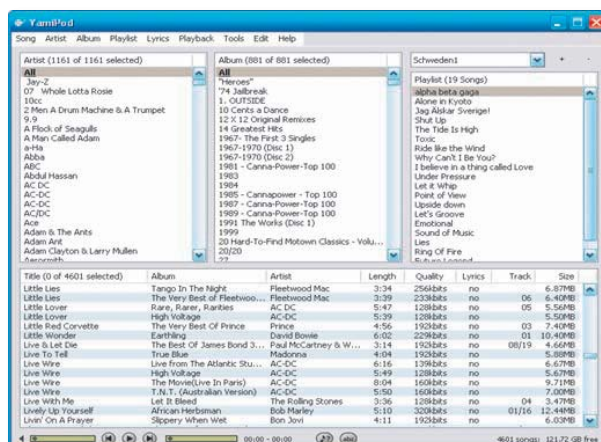 YamiPod
Song Artist Album Playlist Lyrics Playback Tools Edit Help
Artist (1161 of 1161 selected)
All
Jay-Z
07 Whole Lotta Rosie
10cc
2 Men A Drum Machine & A Trumpet
9.9
A Flock of Seagulls
A Man Called Adam
a-Ha
Abba
ABC
Abdul Hassan
AC DC
AC-DC
AC-DC
AC/DC
Ace
Adam & The Ants
Adam Ant
Adam Clayton & Larry Mullen
Aerosmith
Album (881 of 881 selected)
All
"Heroes"
'74 Jailbreak
1. OUTSIDE
10 Cents a Dance
12 X 12 Original Remixes
14 Greatest Hits
1967- The First 3 Singles
1967-1970 (Disc 1)
1967-1970 (Disc 2)
1981 - Canna-Power-Top 100
1983
1984
1985 - Cannapower - Top 100
1987 - Canna-Power-Top 100
1989 - Canna-Power-Top 100
1991 The Works (Disc 1)
1999
20 Hard-To-Find Motown Classics - Volu...
20/20
22
Schweden1 + -
Playlist (19 Songs)
alpha beta gaga
Alone in Kyoto
Jag Älskar Sverige!
Shut Up
The Tide Is High
Toxic
Ride like the Wind
Why Can't I Be You?
I believe in a thing called Love
Under Pressure
Let it Whip
Point of View
Upside down
Let's Groove
Emotional
Sound of Music
Lies
Ring Of Fire
Future Legend
Title (0 of 4601 selected) Album Artist Length Quality Lyrics Track Size
Little Lies Tango In The Night Fleetwood Mac 3:34 256kbits no 6.87MB
Little Lies The Very Best of Fleetwoo... Fleetwood Mac 3:39 233kbits no 06 6.40MB
Little Lover Rare, Rarer, Rarities AC DC 5:47 128kbits no 05 5.56MB
Little Lover High Voltage AC-DC 5:39 128kbits no 5.50MB
Little Red Corvette The Very Best Of Prince Prince 4:56 192kbits no 03 7.40MB
Little Wonder Earthling David Bowie 6:02 229kbits no 01 10.40MB
Live & Let Die The Best Of James Bond 3... Paul McCartney & W... 3:14 192kbits no 08/19 4.66MB
Live To Tell True Blue Madonna 4:04 192kbits no 5.88MB
Live Wire Live from The Atlantic Stu... AC-DC 6:16 139kbits no 6.67MB
Live Wire High Voltage AC-DC 5:49 128kbits no 5.67MB
Live Wire The Movie(Live In Paris) AC-DC 8:04 160kbits no 9.71MB
Live Wire T.N.T. (Australian Version) AC-DC 5:50 160kbits no 7.00MB
Live With Me Let It Bleed The Rolling Stones 3:36 128kbits no 04 3.47MB
Lively Up Yourself African Herbsman Bob Marley 5:10 320kbits no 01/16 12.44MB
Livin' On A Prayer Slippery When Wet Bon Jovi 4:11 192kbits no 6.03MB
00:00 - 00:00 abc 4601 songs: 121.72 GB free